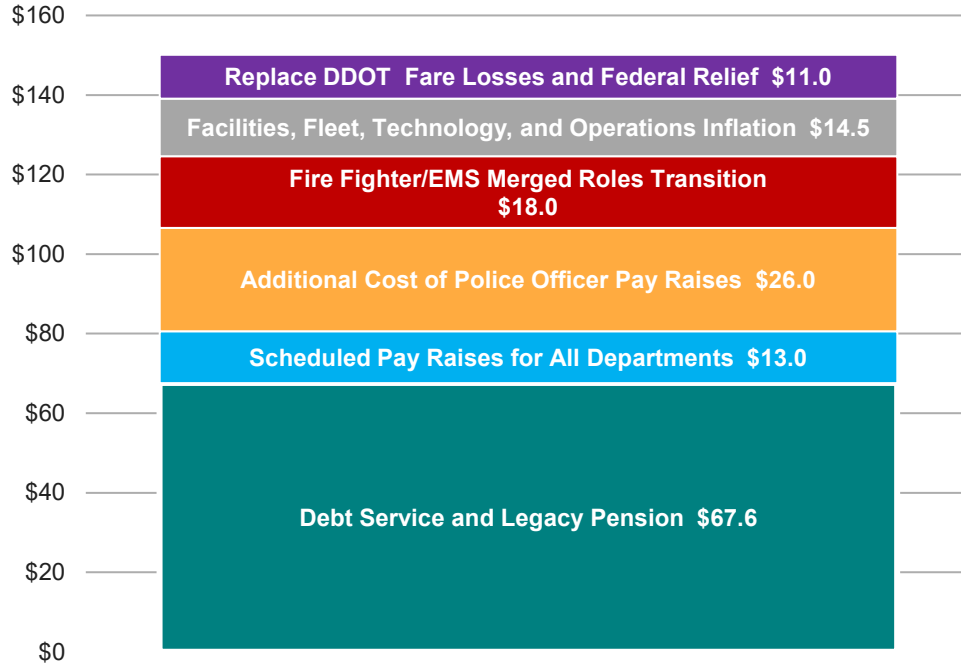 $160
Replace DDOT  Fare Losses and Federal Relief  $11.0
$140
Facilities, Fleet, Technology, and Operations Inflation  $14.5
$120
Fire Fighter/EMS Merged Roles Transition
$18.0
$100
Additional Cost of Police Officer Pay Raises  $26.0
$80
Scheduled Pay Raises for All Departments  $13.0
$60
$40
Debt Service and Legacy Pension  $67.6
$20
$0